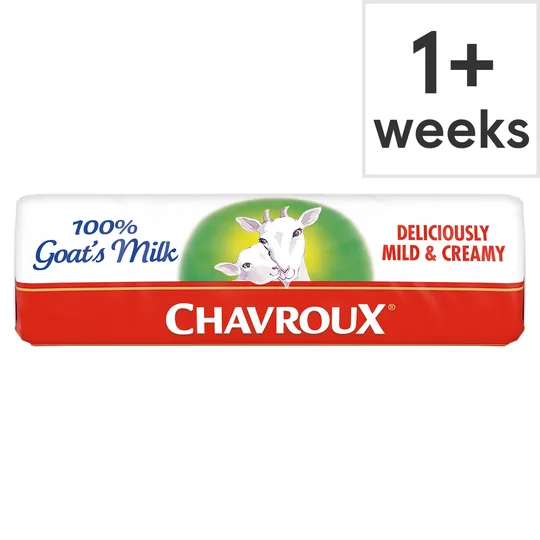 1+
weeks
100%
Goat's Milk
DELICIOUSLY
MILD & CREAMY
CHAVROUX®